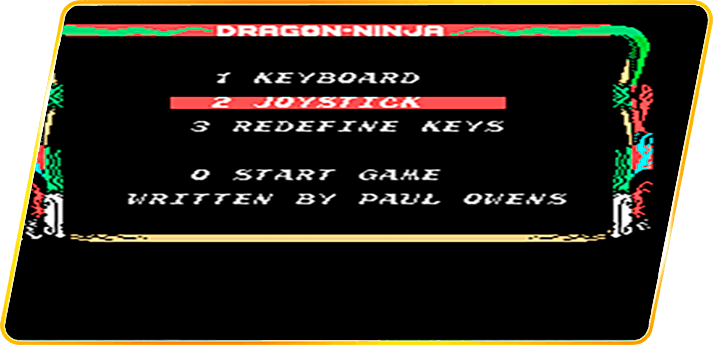 DRAGON·NINJA
1 KEYBOARD
2 JOYSTICK
3 REDEFINE KEYS
0 START GAME
WRITTEN BY PAUL OWENS